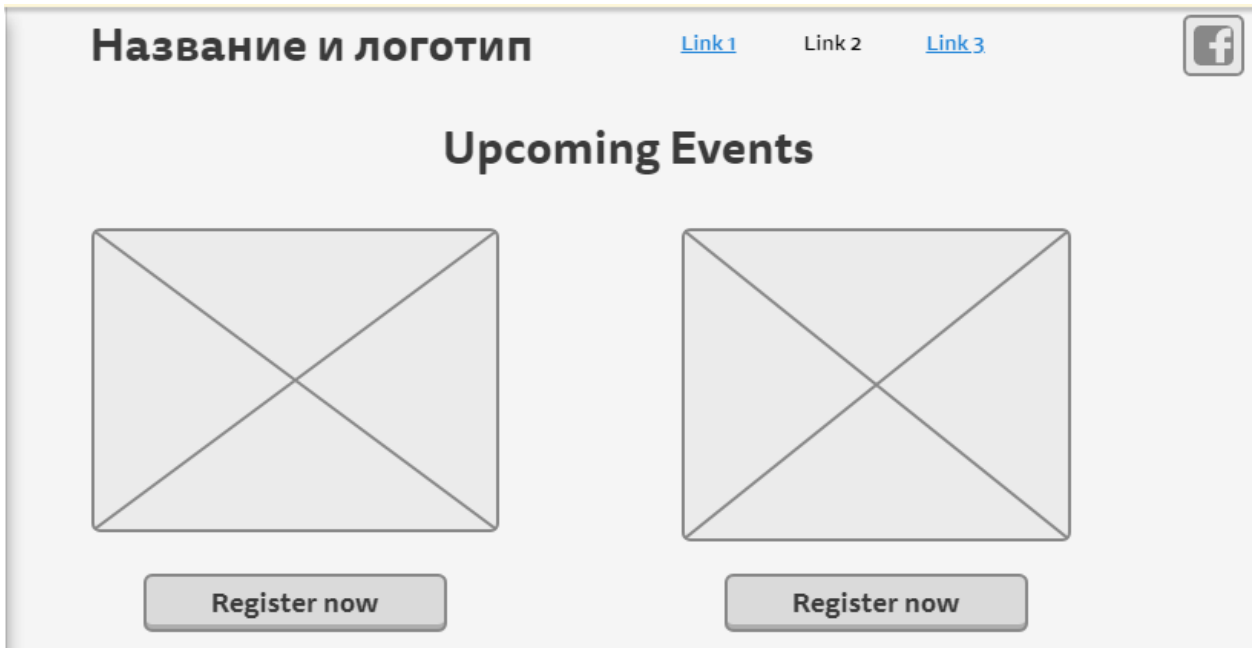 Название и логотип Link 1 Link 2 Link 3
Upcoming Events
Register now Register now